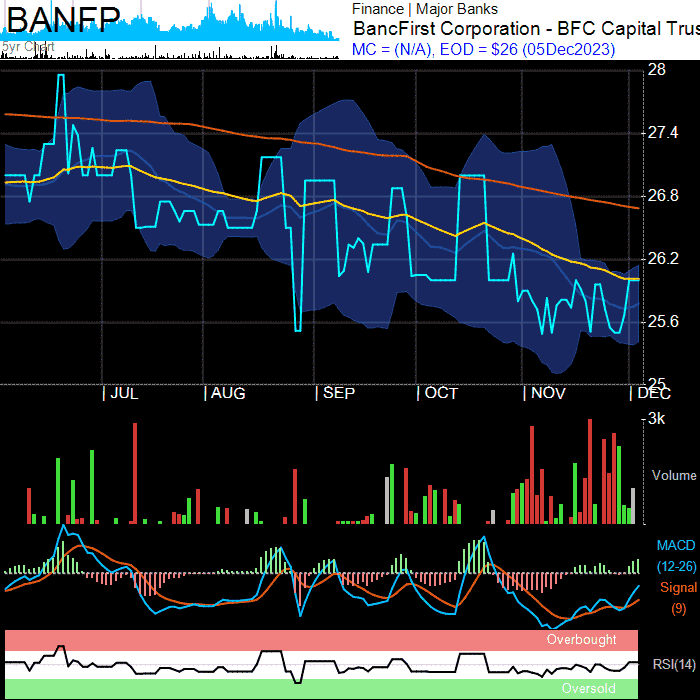 BANFP
5yr Chart
Finance | Major Banks
BancFirst Corporation - BFC Capital Trus
MC = (N/A), EOD = $26 (05Dec2023)
28
27.4
26.8
26.2
25.6
25
| JUL
| AUG
| SEP
| OCT
| NOV
| DEC
3k
Volume
MACD
(12-26)
Signal
(9)
Overbought
RSI(14)
Oversold